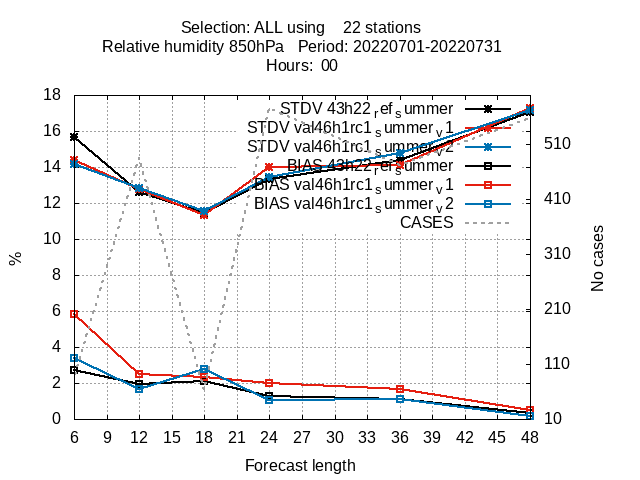 Selection: ALL using    22 stations
Relative humidity 850hPa   Period: 20220701-20220731
Hours:  00
STDV 43h22_ref_summer
STDV val46h1rc1_summer_v1
STDV val46h1rc1_summer_v2
BIAS 43h22_ref_summer
BIAS val46h1rc1_summer_v1
BIAS val46h1rc1_summer_v2
CASES
18
16
14
12
10
8
6
4
2
0
%
510
410
310
210
110
10
No cases
6 9 12 15 18 21 24 27 30 33 36 39 42 45 48
Forecast length